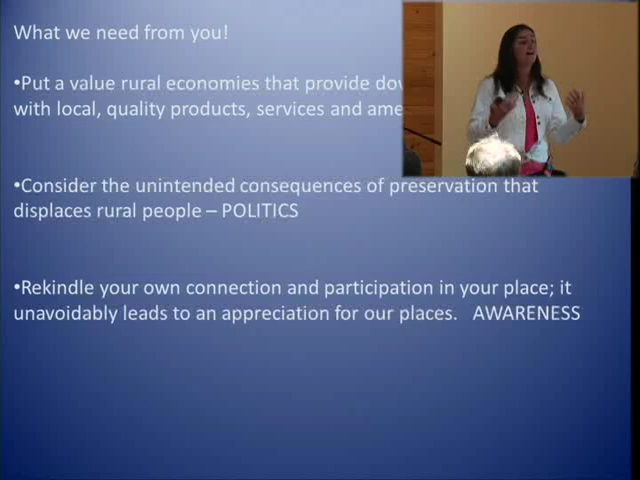 What we need from you!
•Put a value rural economies that provide
with local, quality products, services and
•Consider the unintended consequences of preservation that
displaces rural people – POLITICS
•Rekindle your own connection and participation in your place; it
unavoidably leads to an appreciation for our places. AWARENESS